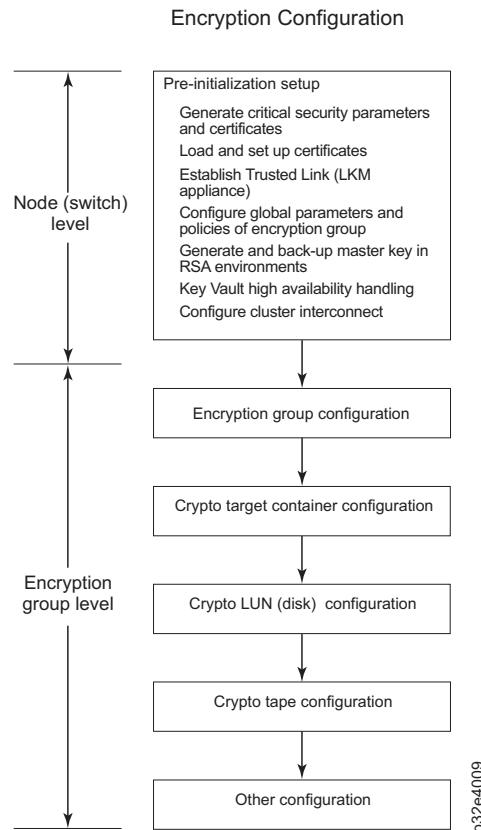 Encryption Configuration
Pre-initialization setup
Generate critical security parameters
and certificates
Load and set up certificates
Establish Trusted Link (LKM
appliance)
Configure global parameters and
policies of encryption group
Generate and back-up master key in
RSA environments
Key Vault high availability handling
Configure cluster interconnect
Node (switch)
level
Encryption group configuration
Crypto target container configuration
Encryption
group level
Crypto LUN (disk) configuration
Crypto tape configuration
Other configuration